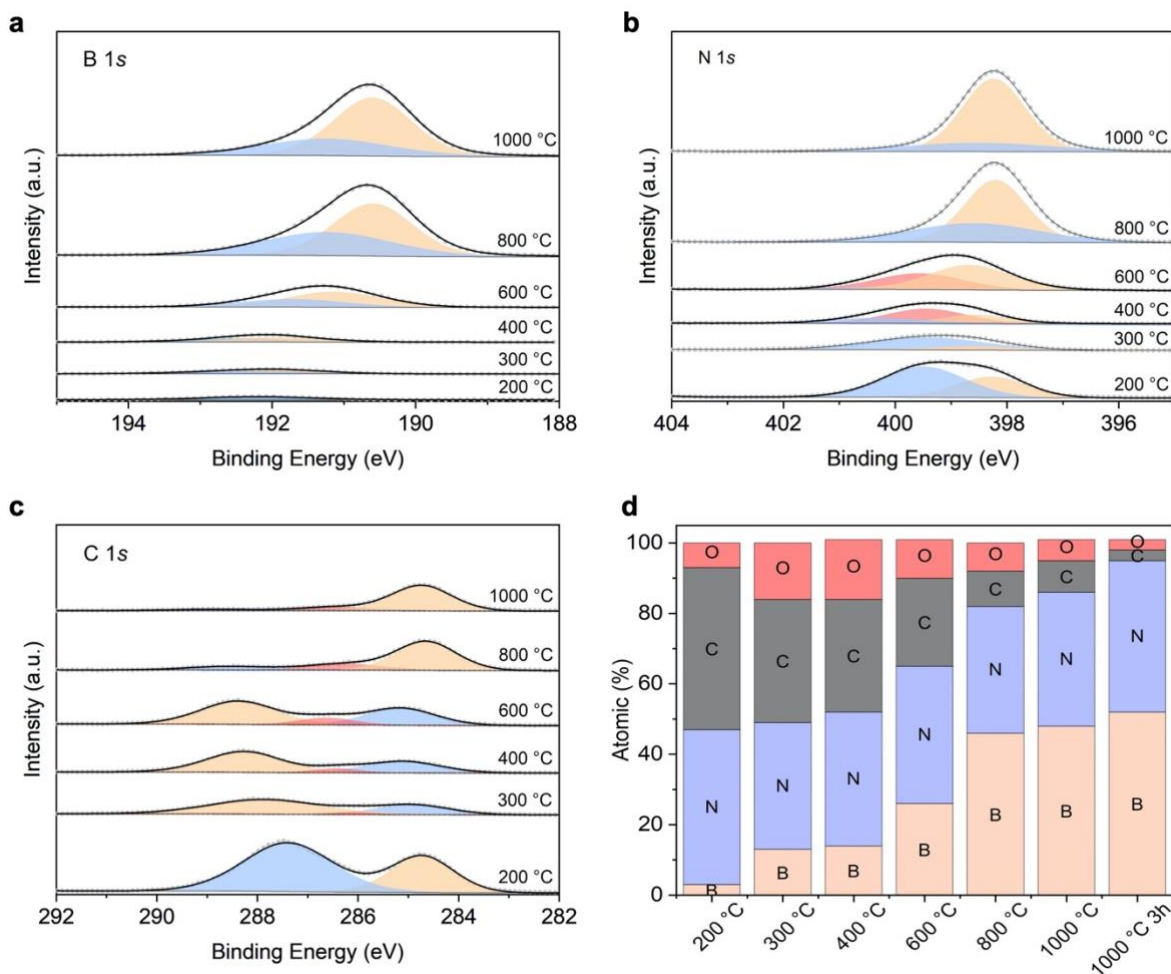 a
B 1s
1000 °C
800 °C
600 °C
400 °C
300 °C
200 °C
Intensity (a.u.)
194
192
190
188
Binding Energy (eV)
b
N 1s
1000 °C
800 °C
600 °C
400 °C
300 °C
200 °C
Intensity (a.u.)
404
402
400
398
396
Binding Energy (eV)
c
C 1s
1000 °C
800 °C
600 °C
400 °C
300 °C
200 °C
Intensity (a.u.)
292
290
288
286
284
282
Binding Energy (eV)
d
100
80
60
40
20
0
Atomic (%)
O
C
N
B
O
C
N
B
O
C
N
B
O
C
N
B
O
C
N
B
O
C
N
B
O
C
N
B
200 °C
300 °C
400 °C
600 °C
800 °C
1000 °C
1000 °C 3h